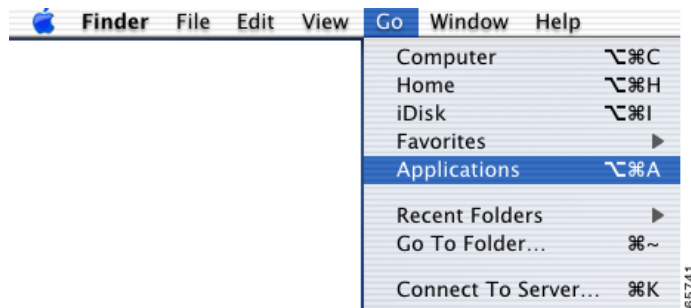 Finder File Edit View Go Window Help
Computer ⌥⌘C
Home ⌥⌘H
iDisk ⌥⌘I
Favorites ▶
Applications ⌥⌘A
Recent Folders ▶
Go To Folder... ⌘~
Connect To Server... ⌘K
65741